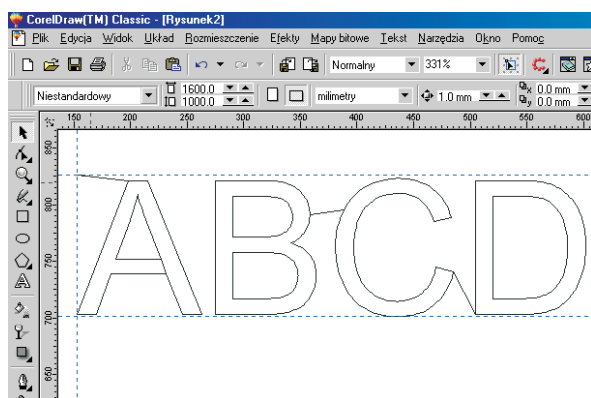 CorelDraw(TM) Classic - [Rysunek2]
Plik Edycja Widok Układ Rozmieszczenie Efekty Mapy bitowe Tekst Narzędzia Okno Pomoc
Normalny 331%
Niestandardowy 1600.0 1000.0 milimetry 1.0 mm x 0.0 mm y 0.0 mm
150 200 250 300 350 400 450 500 550 600
850
800
750
700
650
ABCD